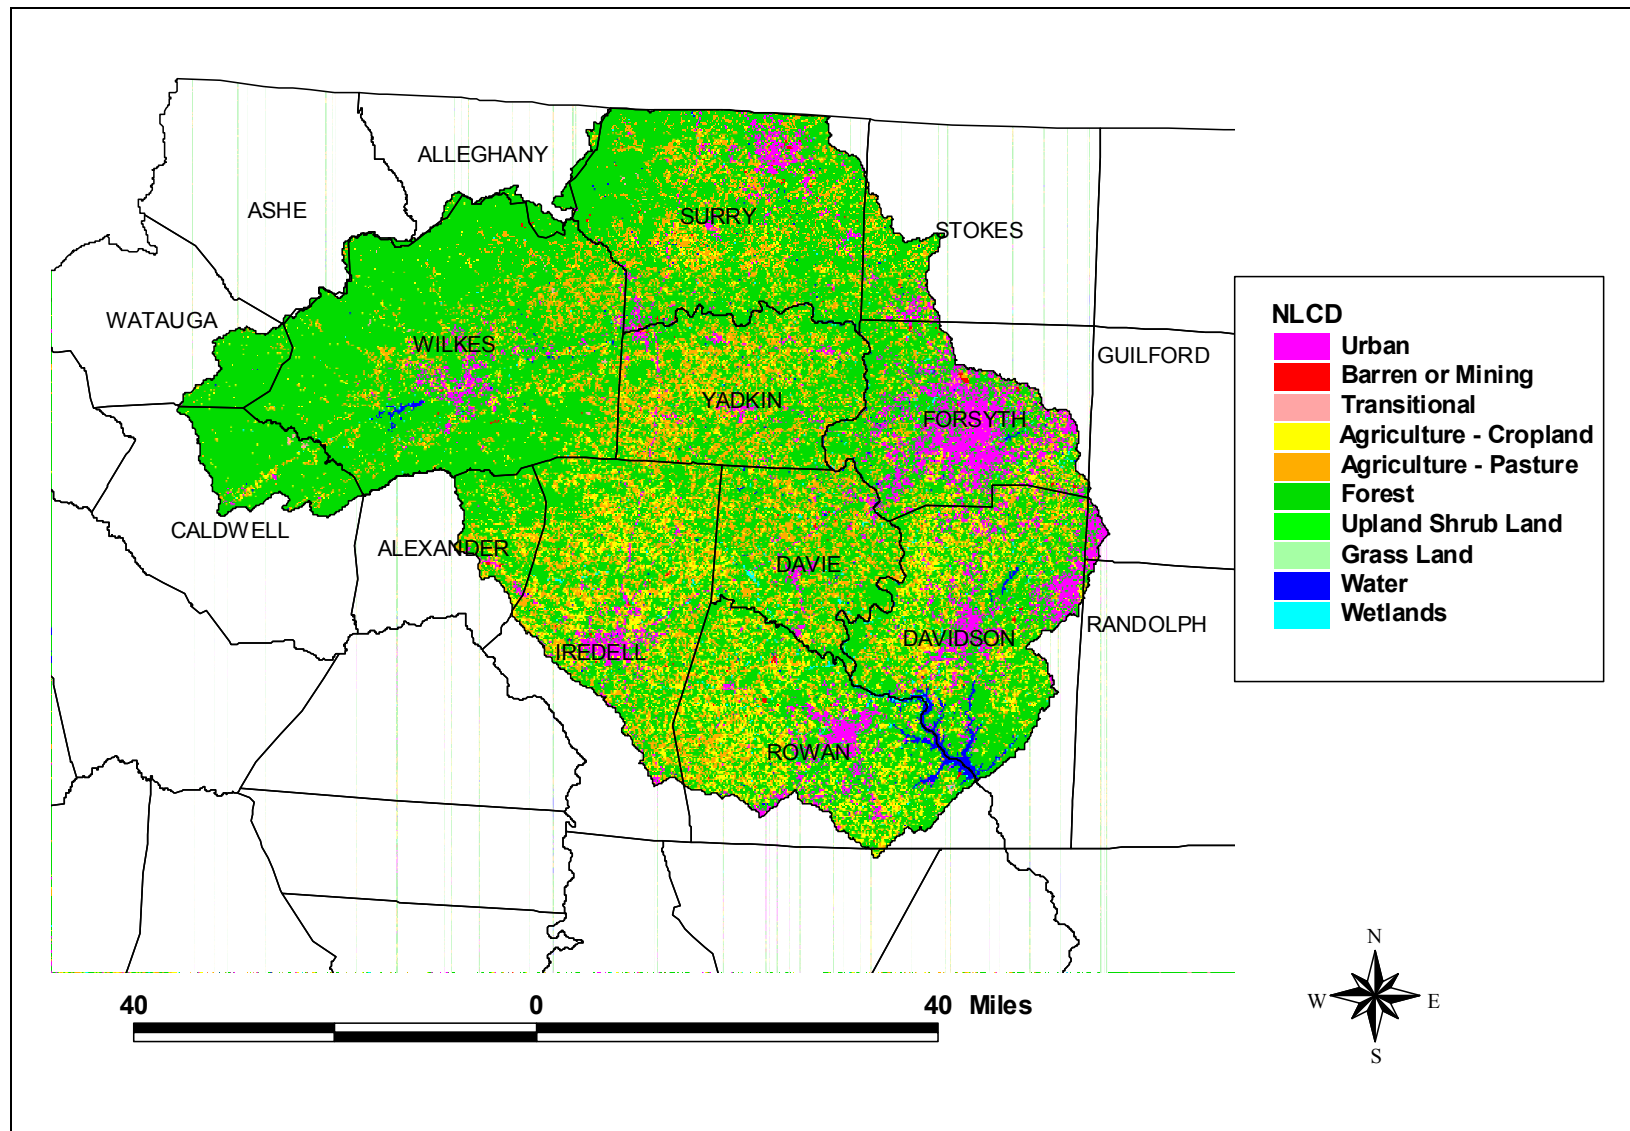 ALLEGHANY
ASHE
SURRY
STOKES
WATAUGA
WILKES
GUILFORD
YADKIN
FORSYTH
CALDWELL
ALEXANDER
DAVIE
IREDELL
DAVIDSON
RANDOLPH
ROWAN
NLCD
Urban
Barren or Mining
Transitional
Agriculture - Cropland
Agriculture - Pasture
Forest
Upland Shrub Land
Grass Land
Water
Wetlands
40 0 40 Miles
N
W E
S